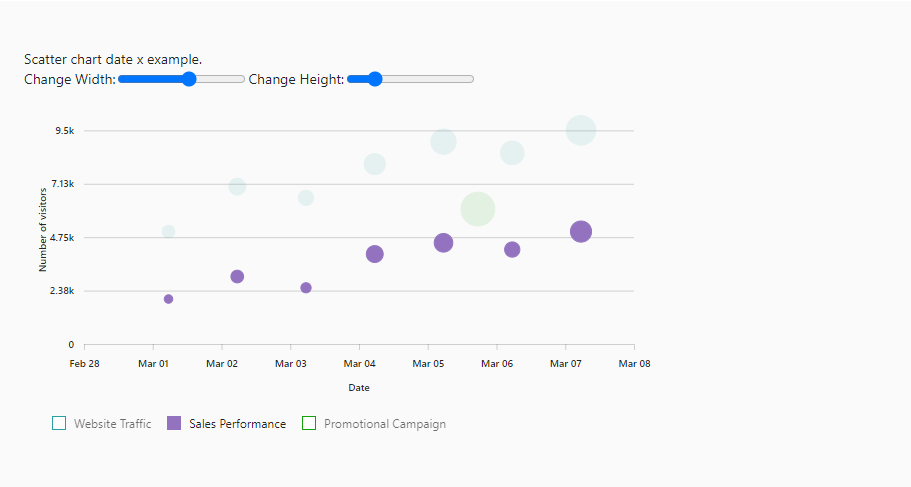 Scatter chart date x example.
Change Width: Change Height:
9.5k
7.13k
4.75k
2.38k
0
Number of visitors
Feb 28 Mar 01 Mar 02 Mar 03 Mar 04 Mar 05 Mar 06 Mar 07 Mar 08
Date
Website Traffic Sales Performance Promotional Campaign